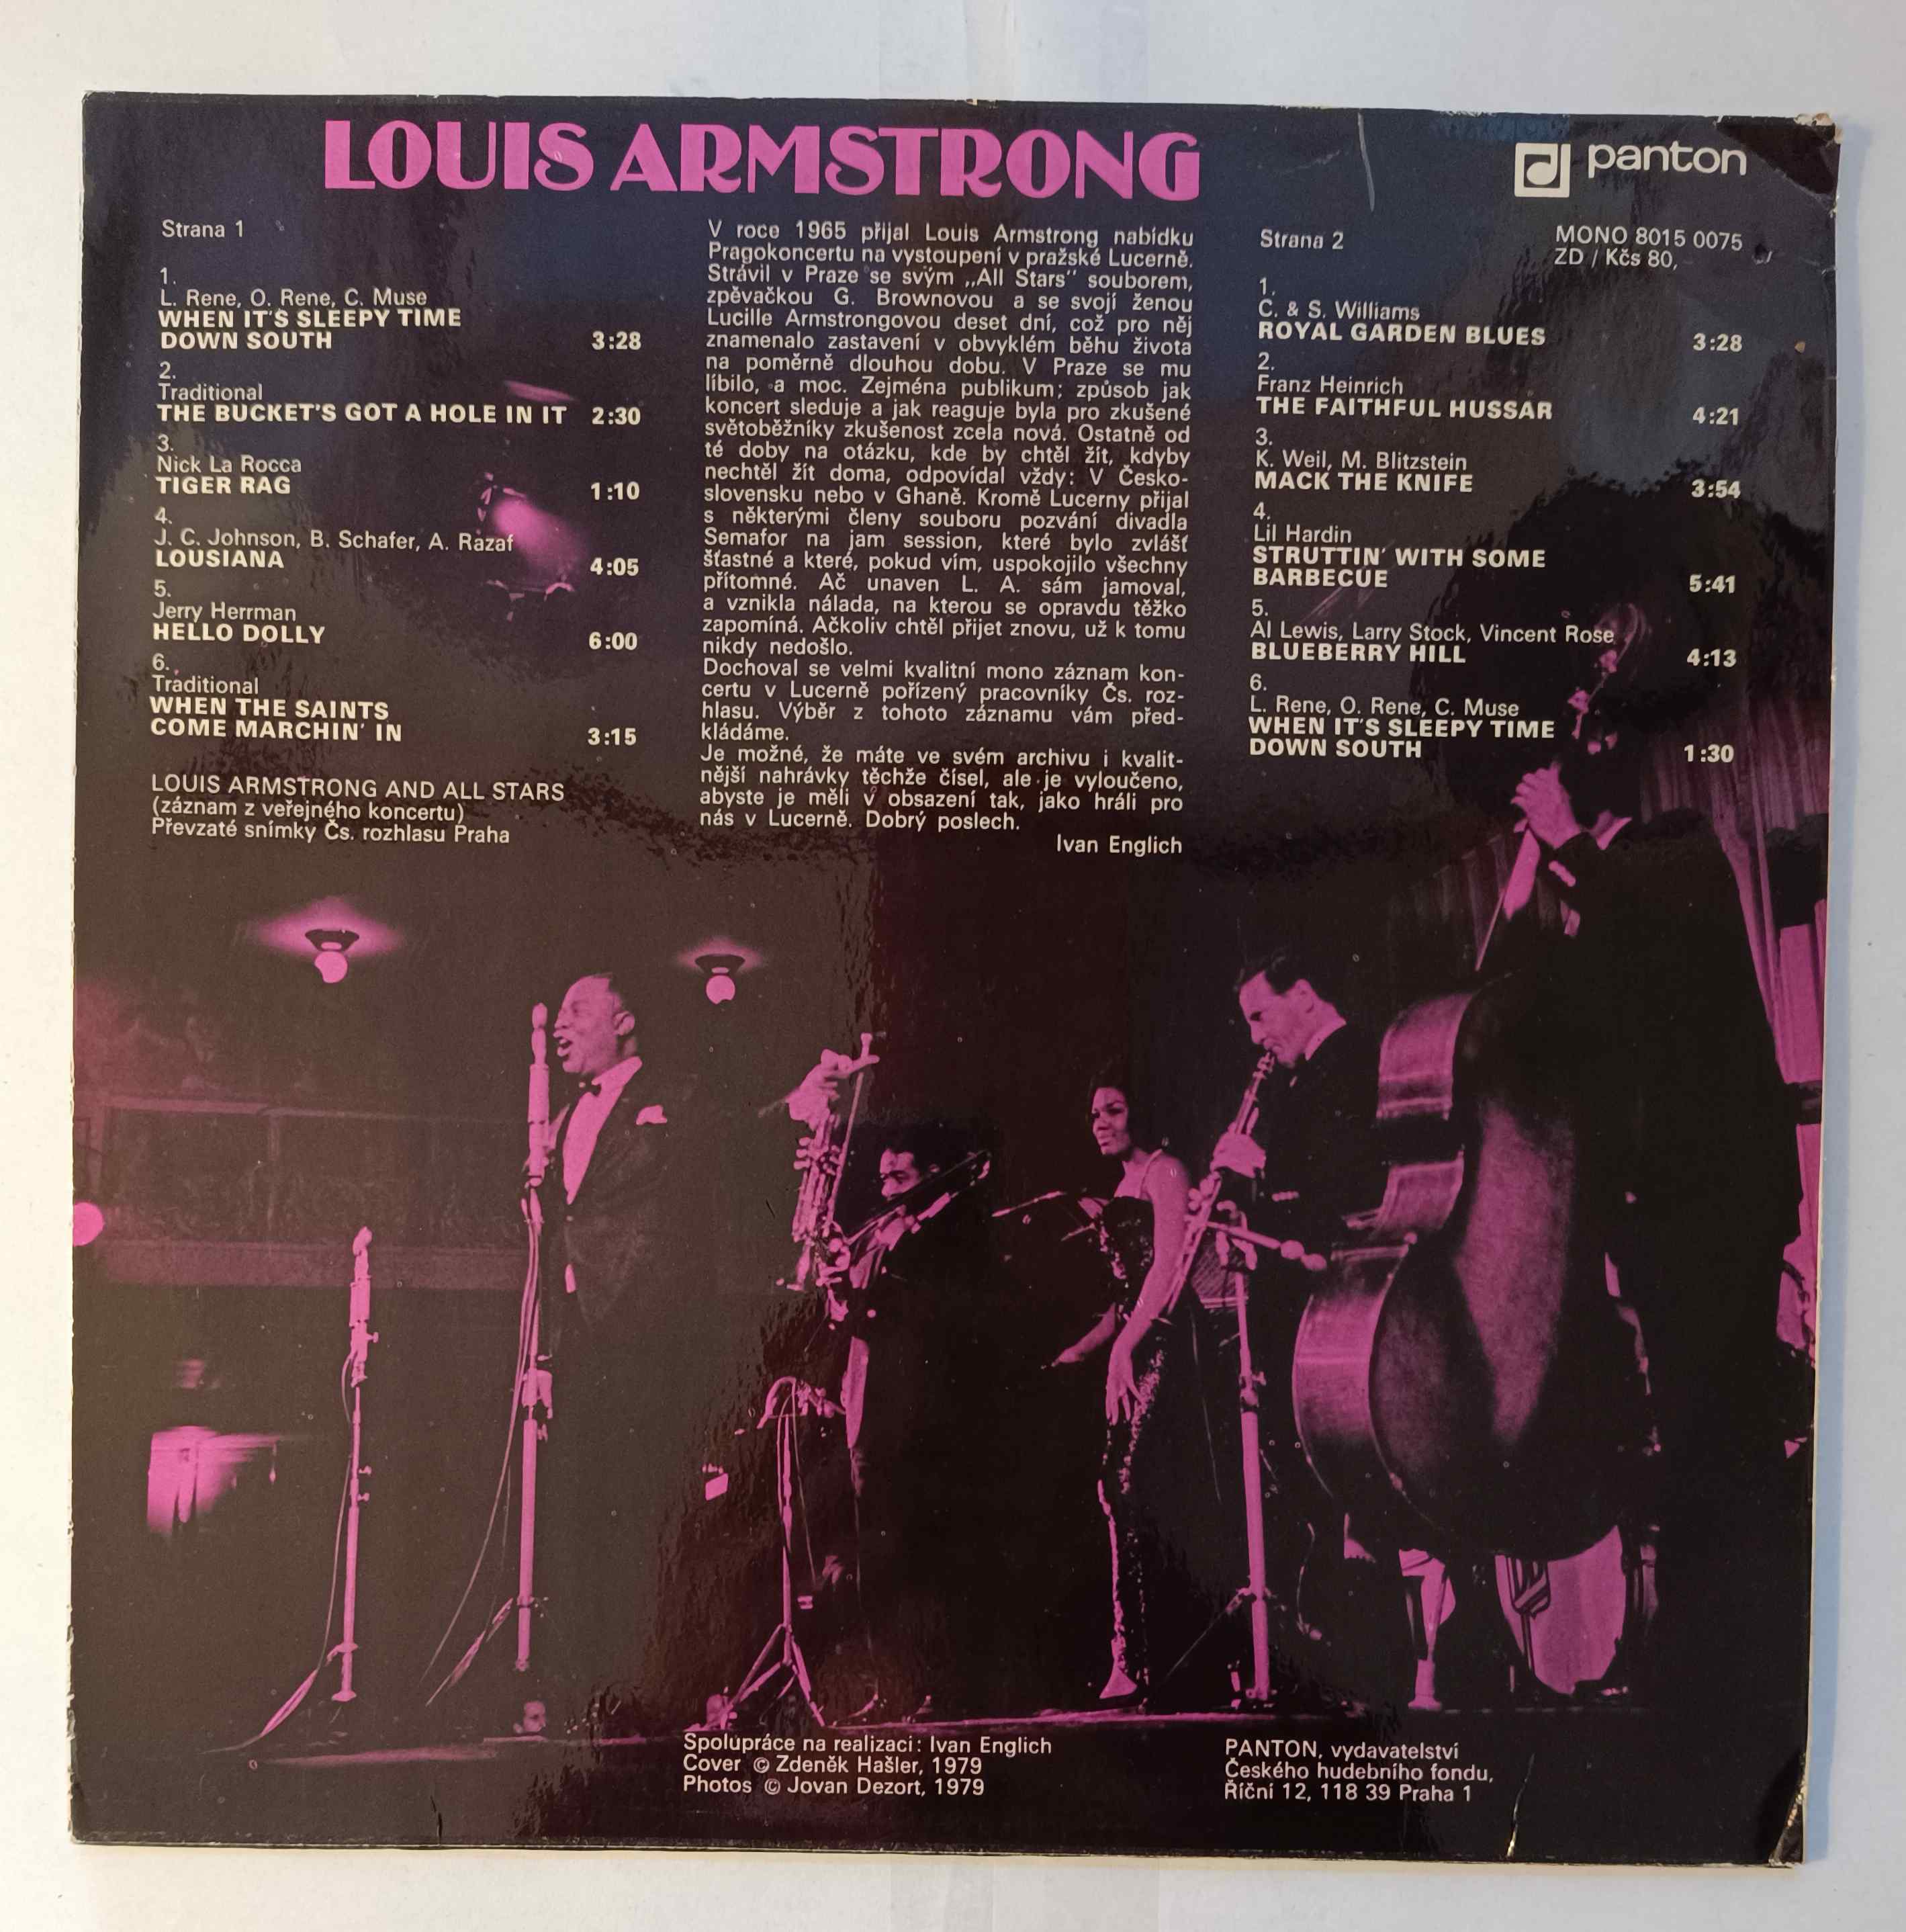 LOUIS ARMSTRONG
panton
MONO 8015 0075
ZD / Kčs 80,
Strana 1
1.
L. Rene, O. Rene, C. Muse
WHEN IT'S SLEEPY TIME
DOWN SOUTH 3:28
2.
Traditional
THE BUCKET'S GOT A HOLE IN IT 2:30
3.
Nick La Rocca
TIGER RAG 1:10
4.
J. C. Johnson, B. Schafer, A. Razaf
LOUSIANA 4:05
5.
Jerry Herrman
HELLO DOLLY 6:00
6.
Traditional
WHEN THE SAINTS
COME MARCHIN' IN 3:15
LOUIS ARMSTRONG AND ALL STARS
(záznam z veřejného koncertu)
Převzaté snímky Čs. rozhlasu Praha
V roce 1965 přijal Louis Armstrong nabídku
Pragokoncertu na vystoupení v pražské Lucerně.
Strávil v Praze se svým „All Stars" souborem,
zpěvačkou G. Brownovou a se svojí ženou
Lucille Armstrongovou deset dní, což pro něj
znamenalo zastavení v obvyklém běhu života
na poměrně dlouhou dobu. V Praze se mu
líbilo, a moc. Zejména publikum; způsob jak
koncert sleduje a jak reaguje byla pro zkušené
světoběžníky zkušenost zcela nová. Ostatně od
té doby na otázku, kde by chtěl žít, kdyby
nechtěl žít doma, odpovídal vždy: V Česko-
slovensku nebo v Ghaně. Kromě Lucerny přijal
s některými členy souboru pozvání divadla
Semafor na jam session, které bylo zvlášť
šťastné a které, pokud vím, uspokojilo všechny
přítomné. Ač unaven L. A. sám jamoval,
a vznikla nálada, na kterou se opravdu těžko
zapomíná. Ačkoliv chtěl přijet znovu, už k tomu
nikdy nedošlo.
Dochoval se velmi kvalitní mono záznam kon-
certu v Lucerně pořízený pracovníky Čs. roz-
hlasu. Výběr z tohoto záznamu vám před-
kládáme.
Je možné, že máte ve svém archivu i kvalit-
nější nahrávky těchže čísel, ale je vyloučeno,
abyste je měli v obsazení tak, jako hráli pro
nás v Lucerně. Dobrý poslech.
Ivan Englich
Strana 2
1.
C. & S. Williams
ROYAL GARDEN BLUES 3:28
2.
Franz Heinrich
THE FAITHFUL HUSSAR 4:21
3.
K. Weil, M. Blitzstein
MACK THE KNIFE 3:54
4.
Lil Hardin
STRUTTIN' WITH SOME
BARBECUE 5:41
5.
Al Lewis, Larry Stock, Vincent Rose
BLUEBERRY HILL 4:13
6.
L. Rene, O. Rene, C. Muse
WHEN IT'S SLEEPY TIME
DOWN SOUTH 1:30
Spolupráce na realizaci: Ivan Englich
Cover © Zdeněk Hašler, 1979
Photos © Jovan Dezort, 1979
PANTON, vydavatelství
Českého hudebního fondu,
Říční 12, 118 39 Praha 1